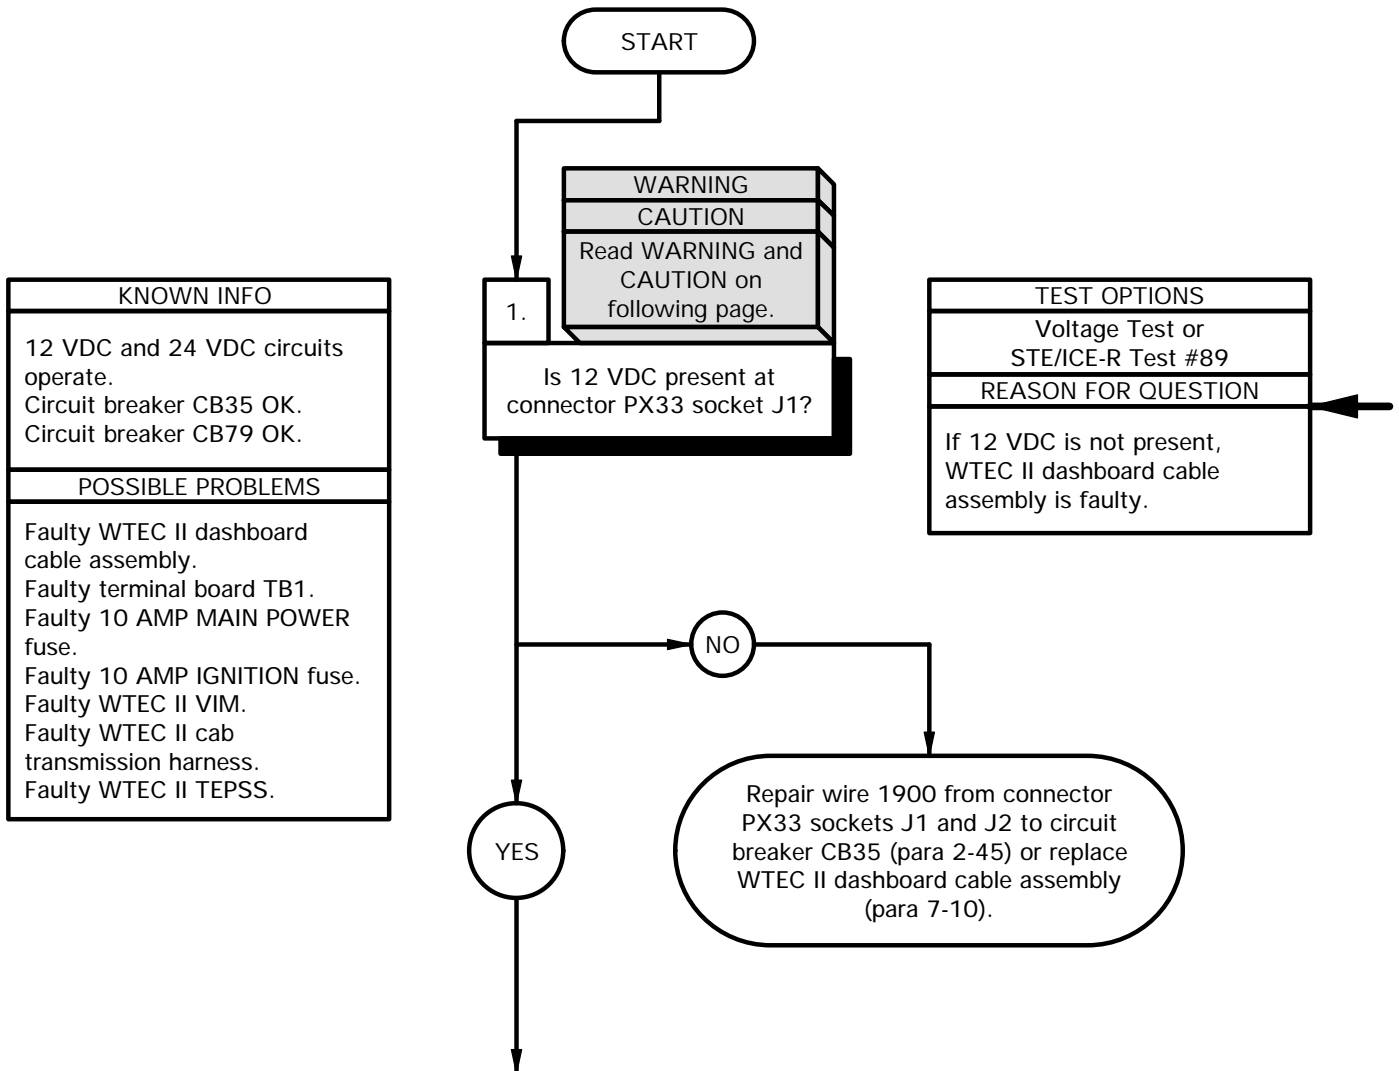 START
WARNING
CAUTION
Read WARNING and
CAUTION on
following page.
1.
Is 12 VDC present at
connector PX33 socket J1?
KNOWN INFO
12 VDC and 24 VDC circuits
operate.
Circuit breaker CB35 OK.
Circuit breaker CB79 OK.
POSSIBLE PROBLEMS
Faulty WTEC II dashboard
cable assembly.
Faulty terminal board TB1.
Faulty 10 AMP MAIN POWER
fuse.
Faulty 10 AMP IGNITION fuse.
Faulty WTEC II VIM.
Faulty WTEC II cab
transmission harness.
Faulty WTEC II TEPSS.
TEST OPTIONS
Voltage Test or
STE/ICE-R Test #89
REASON FOR QUESTION
If 12 VDC is not present,
WTEC II dashboard cable
assembly is faulty.
NO
YES
Repair wire 1900 from connector
PX33 sockets J1 and J2 to circuit
breaker CB35 (para 2-45) or replace
WTEC II dashboard cable assembly
(para 7-10).